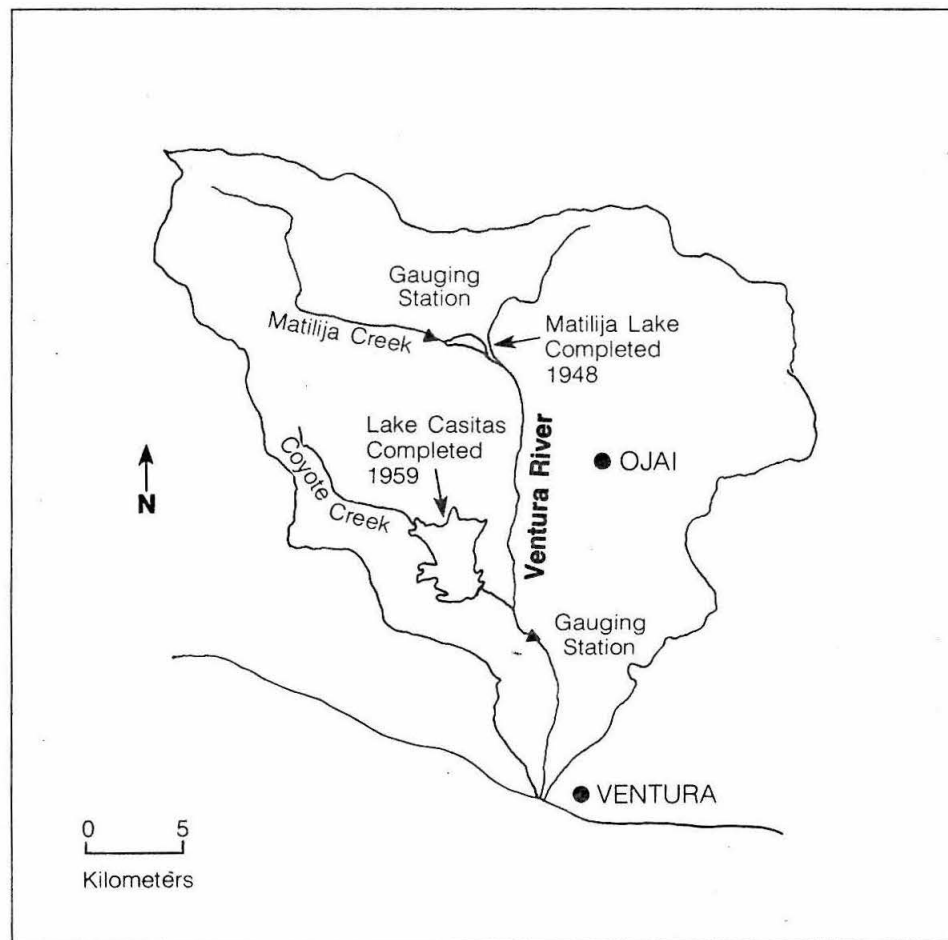 Gauging
Station
Matilija Creek
Matilija Lake
Completed
1948
Lake Casitas
Completed
1959
Coyote Creek
N
Ventura River
OJAI
Gauging
Station
VENTURA
0 5
Kilometers